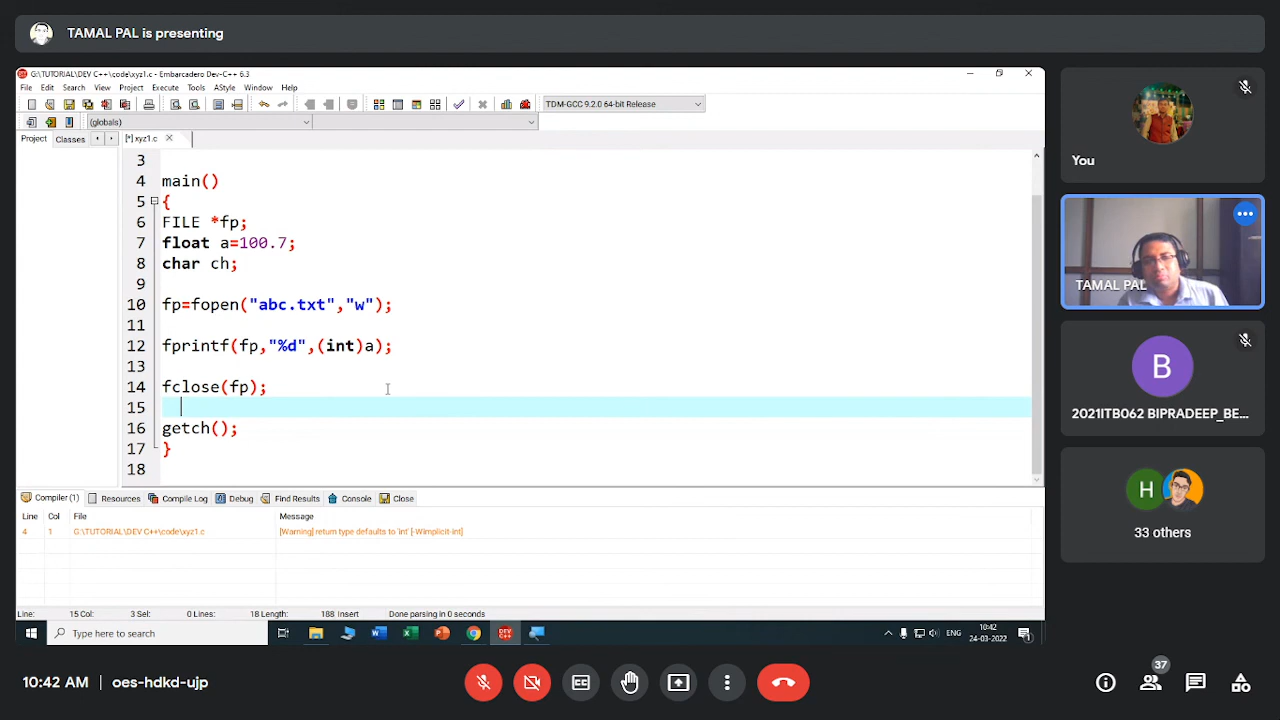 TAMAL PAL is presenting
G:\TUTORIAL\DEV C++\code\xyz1.c - Embarcadero Dev-C++ 6.3
File Edit Search View Project Execute Tools AStyle Window Help
TDM-GCC 9.2.0 64-bit Release
(globals)
Project Classes
[*] xyz1.c
3
4 main()
5 {
6 FILE *fp;
7 float a=100.7;
8 char ch;
9
10 fp=fopen("abc.txt","w");
11
12 fprintf(fp,"%d",(int)a);
13
14 fclose(fp);
15
16 getch();
17 }
18
Compiler (1) Resources Compile Log Debug Find Results Console Close
Line Col File Message
4 1 G:\TUTORIAL\DEV C++\code\xyz1.c [Warning] return type defaults to 'int' [-Wimplicit-int]
Line: 15 Col: 3 Sel: 0 Lines: 18 Length: 188 Insert Done parsing in 0 seconds
Type here to search
ENG
10:42
24-03-2022
You
TAMAL PAL
B
2021ITB062 BIPRADEEP_BE...
H
33 others
10:42 AM | oes-hdkd-ujp
37